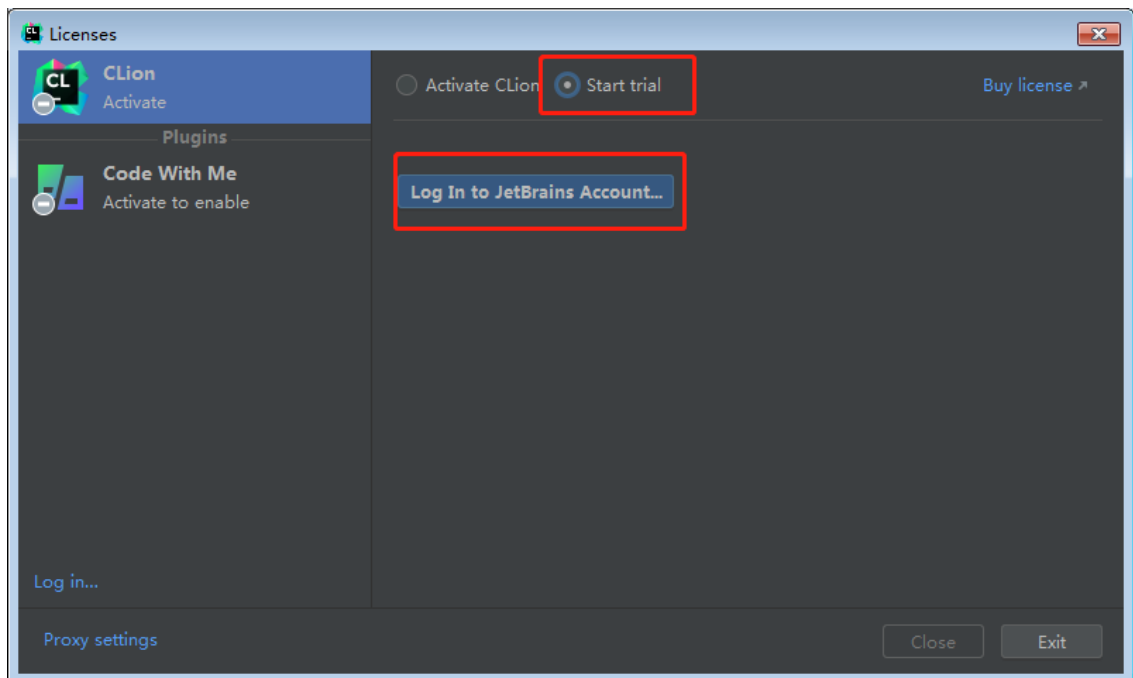 Licenses
CL
CLion
Activate
Plugins
Code With Me
Activate to enable
Log in...
Activate CLion
Start trial
Buy license ↗
Log In to JetBrains Account...
Proxy settings
Close
Exit